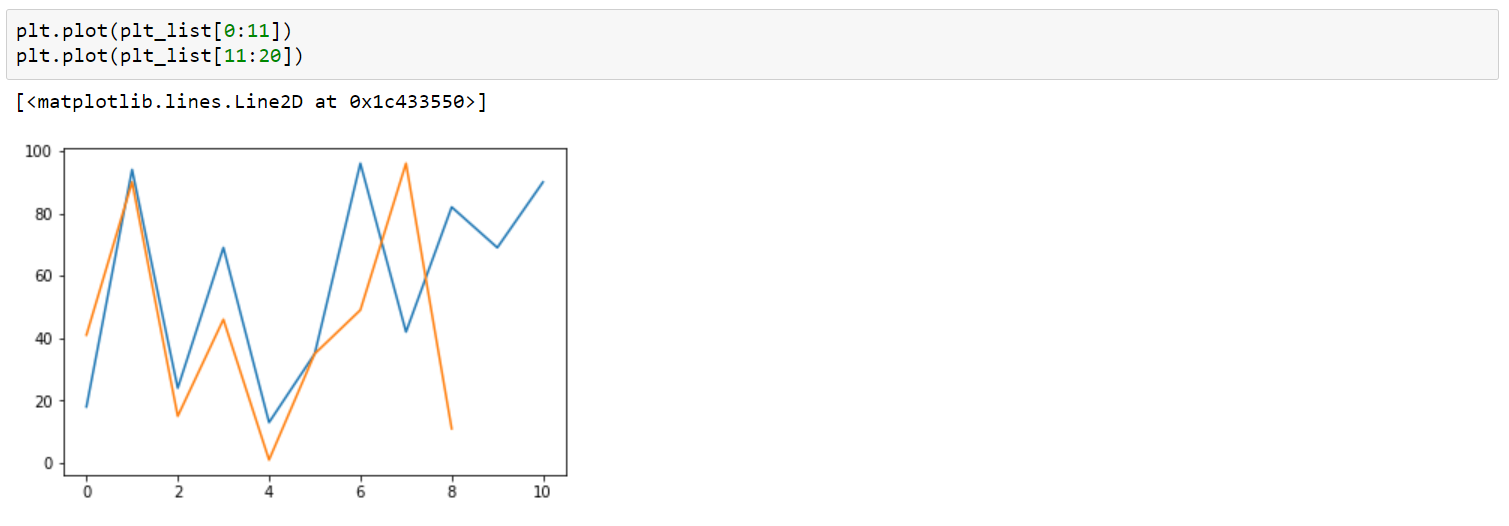 plt.plot(plt_list[0:11])
plt.plot(plt_list[11:20])
[<matplotlib.lines.Line2D at 0x1c433550>]
100
80
60
40
20
0
0 2 4 6 8 10